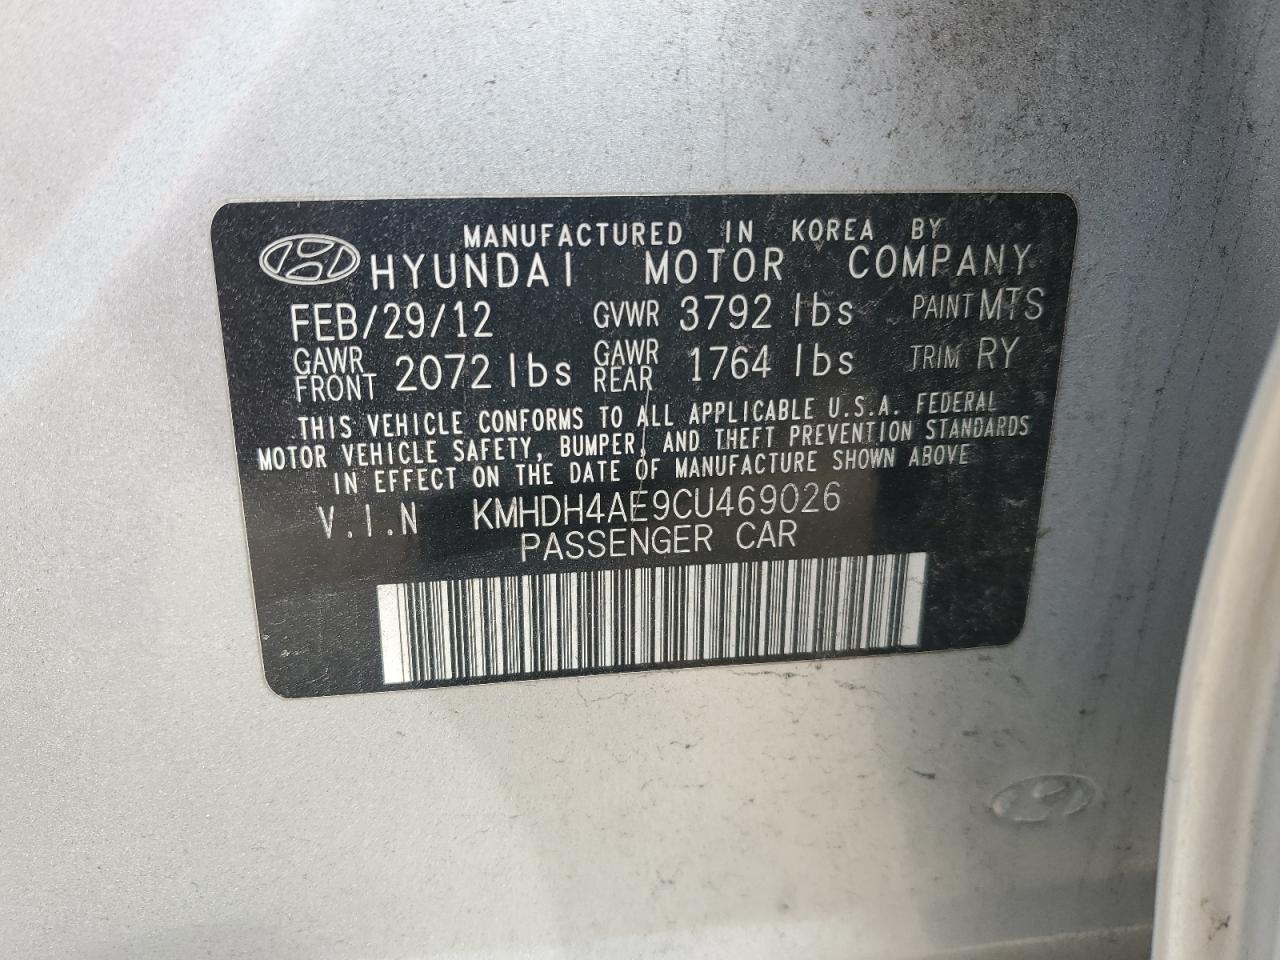 MANUFACTURED IN KOREA BY
HYUNDAI MOTOR COMPANY
FEB/29/12 GVWR 3792 lbs PAINT MTS
GAWR FRONT 2072 lbs GAWR REAR 1764 lbs TRIM RY
THIS VEHICLE CONFORMS TO ALL APPLICABLE U.S.A. FEDERAL
MOTOR VEHICLE SAFETY, BUMPER, AND THEFT PREVENTION STANDARDS
IN EFFECT ON THE DATE OF MANUFACTURE SHOWN ABOVE
V.I.N KMHDH4AE9CU469026
PASSENGER CAR